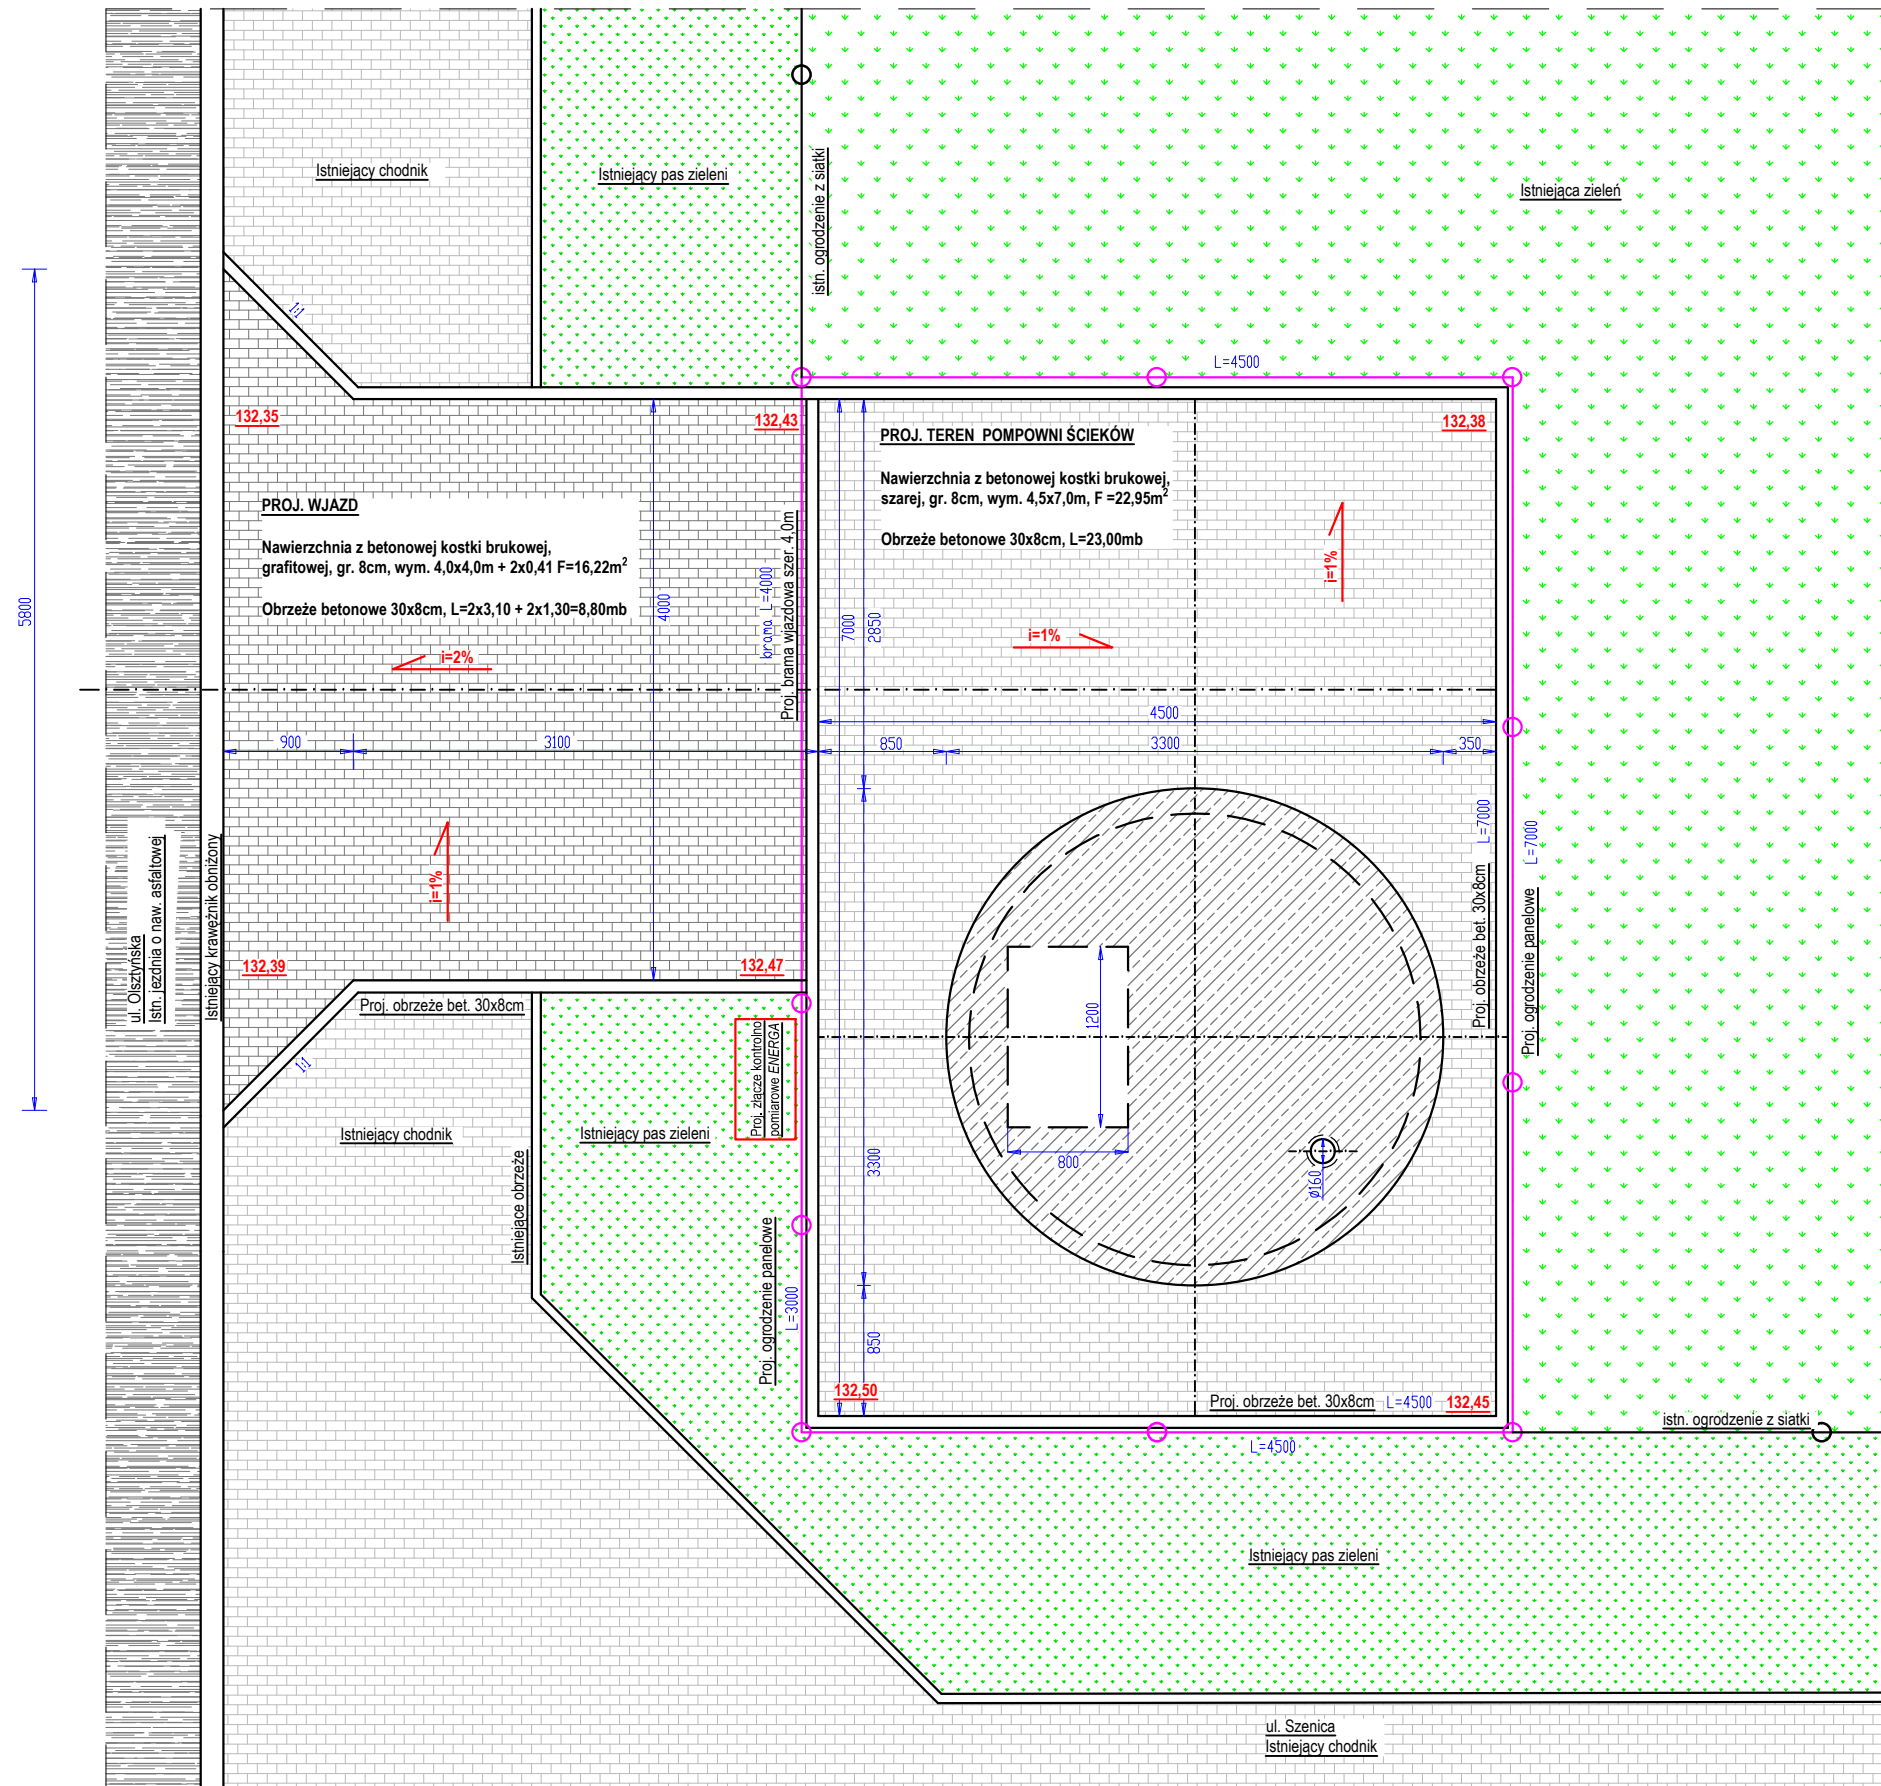 Istniejący chodnik
Istniejący pas zieleni
istn. ogrodzenie z siatki
Istniejąca zieleń
1:1
L=4500
132,35
132,43
132,38
PROJ. WJAZD
Nawierzchnia z betonowej kostki brukowej,
grafitowej, gr. 8cm, wym. 4,0x4,0m + 2x0,41 F=16,22m²
Obrzeże betonowe 30x8cm, L=2x3,10 + 2x1,30=8,80mb
PROJ. TEREN POMPOWNI ŚCIEKÓW
Nawierzchnia z betonowej kostki brukowej,
szarej, gr. 8cm, wym. 4,5x7,0m, F =22,95m²
Obrzeże betonowe 30x8cm, L=23,00mb
5800
4000
brama L=4000
Proj. brama wjazdowa szer. 4,0m
7000
2850
i=1%
i=2%
i=1%
4500
900
3100
850
3300
350
i=1%
ul. Olsztyńska
istn. jezdnia o naw. asfaltowej
Istniejący krawężnik obniżony
132,39
132,47
Proj. obrzeże bet. 30x8cm
1:1
Proj. złącze kontrolno
pomiarowe ENERGA
L=7000
Proj. obrzeże bet. 30x8cm
L=7000
Proj. ogrodzenie panelowe
1200
800
ø160
3300
Istniejący chodnik
Istniejące obrzeże
Istniejący pas zieleni
Proj. ogrodzenie panelowe
L=3000
850
132,50
Proj. obrzeże bet. 30x8cm
L=4500
132,45
L=4500
istn. ogrodzenie z siatki
Istniejący pas zieleni
ul. Szenica
Istniejący chodnik